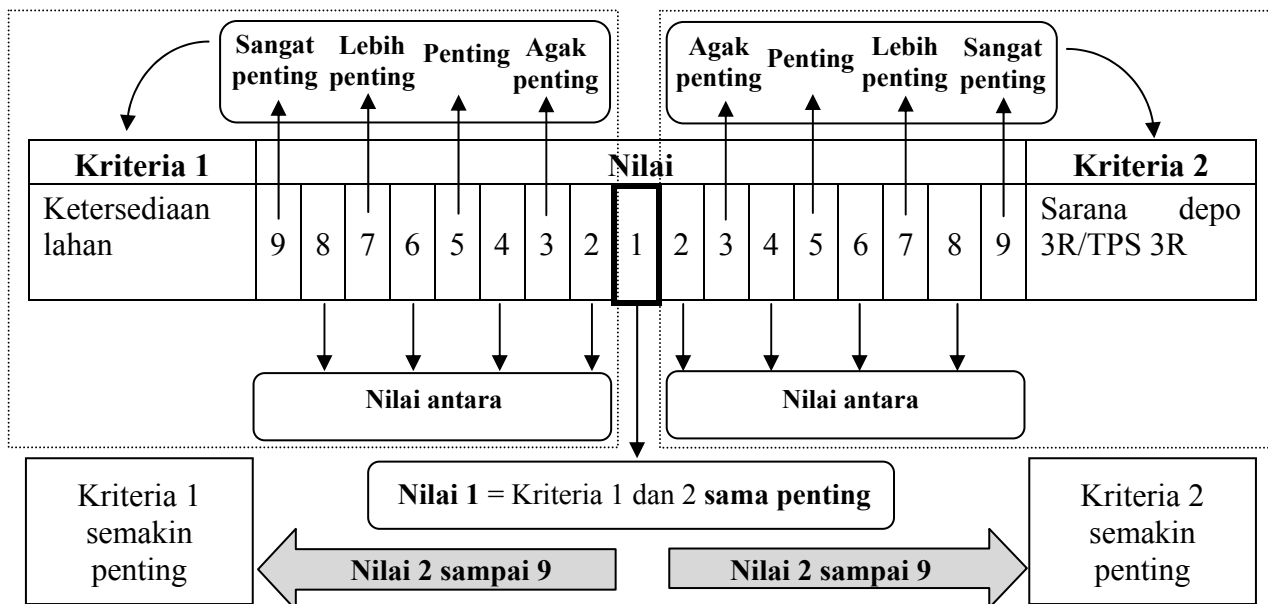 Sangat penting
Lebih penting
Penting
Agak penting
Agak penting
Penting
Lebih penting
Sangat penting
Kriteria 1
Nilai
Kriteria 2
Ketersediaan
lahan
9 8 7 6 5 4 3 2 1 2 3 4 5 6 7 8 9
Sarana depo
3R/TPS 3R
Nilai antara
Nilai antara
Kriteria 1
semakin
penting
Nilai 1 = Kriteria 1 dan 2 sama penting
Kriteria 2
semakin
penting
Nilai 2 sampai 9
Nilai 2 sampai 9